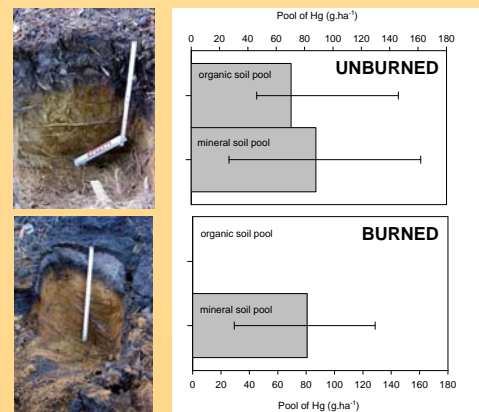 Pool of Hg (g.ha⁻¹)
0 20 40 60 80 100 120 140 160 180
UNBURNED
organic soil pool
mineral soil pool
BURNED
organic soil pool
mineral soil pool
0 20 40 60 80 100 120 140 160 180
Pool of Hg (g.ha⁻¹)